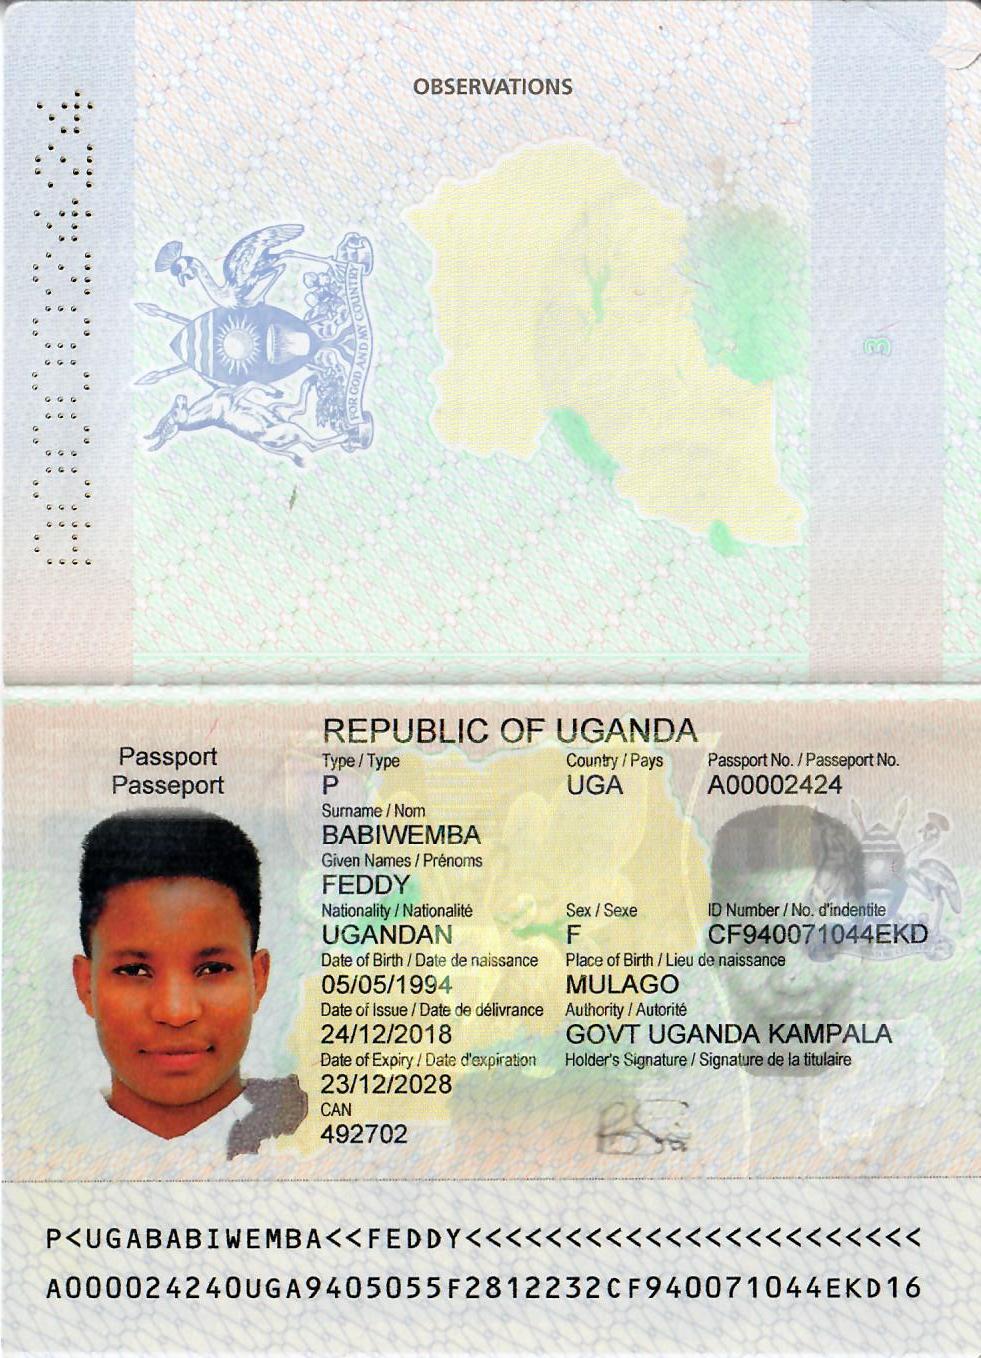 OBSERVATIONS
FOR GOD AND MY COUNTRY
3
REPUBLIC OF UGANDA
Passport
Passeport
Type / Type
Country / Pays
Passport No. / Passeport No.
P
UGA
A00002424
Surname / Nom
BABIWEMBA
Given Names / Prénoms
FEDDY
Nationality / Nationalité
Sex / Sexe
ID Number / No. d'indentite
UGANDAN
F
CF940071044EKD
Date of Birth / Date de naissance
Place of Birth / Lieu de naissance
05/05/1994
MULAGO
Date of Issue / Date de délivrance
Authority / Autorité
24/12/2018
GOVT UGANDA KAMPALA
Date of Expiry / Date d'expiration
Holder's Signature / Signature de la titulaire
23/12/2028
CAN
492702
P<UGABABIWEMBA<<FEDDY<<<<<<<<<<<<<<<<<<<<<<<
A000024240UGA9405055F2812232CF940071044EKD16